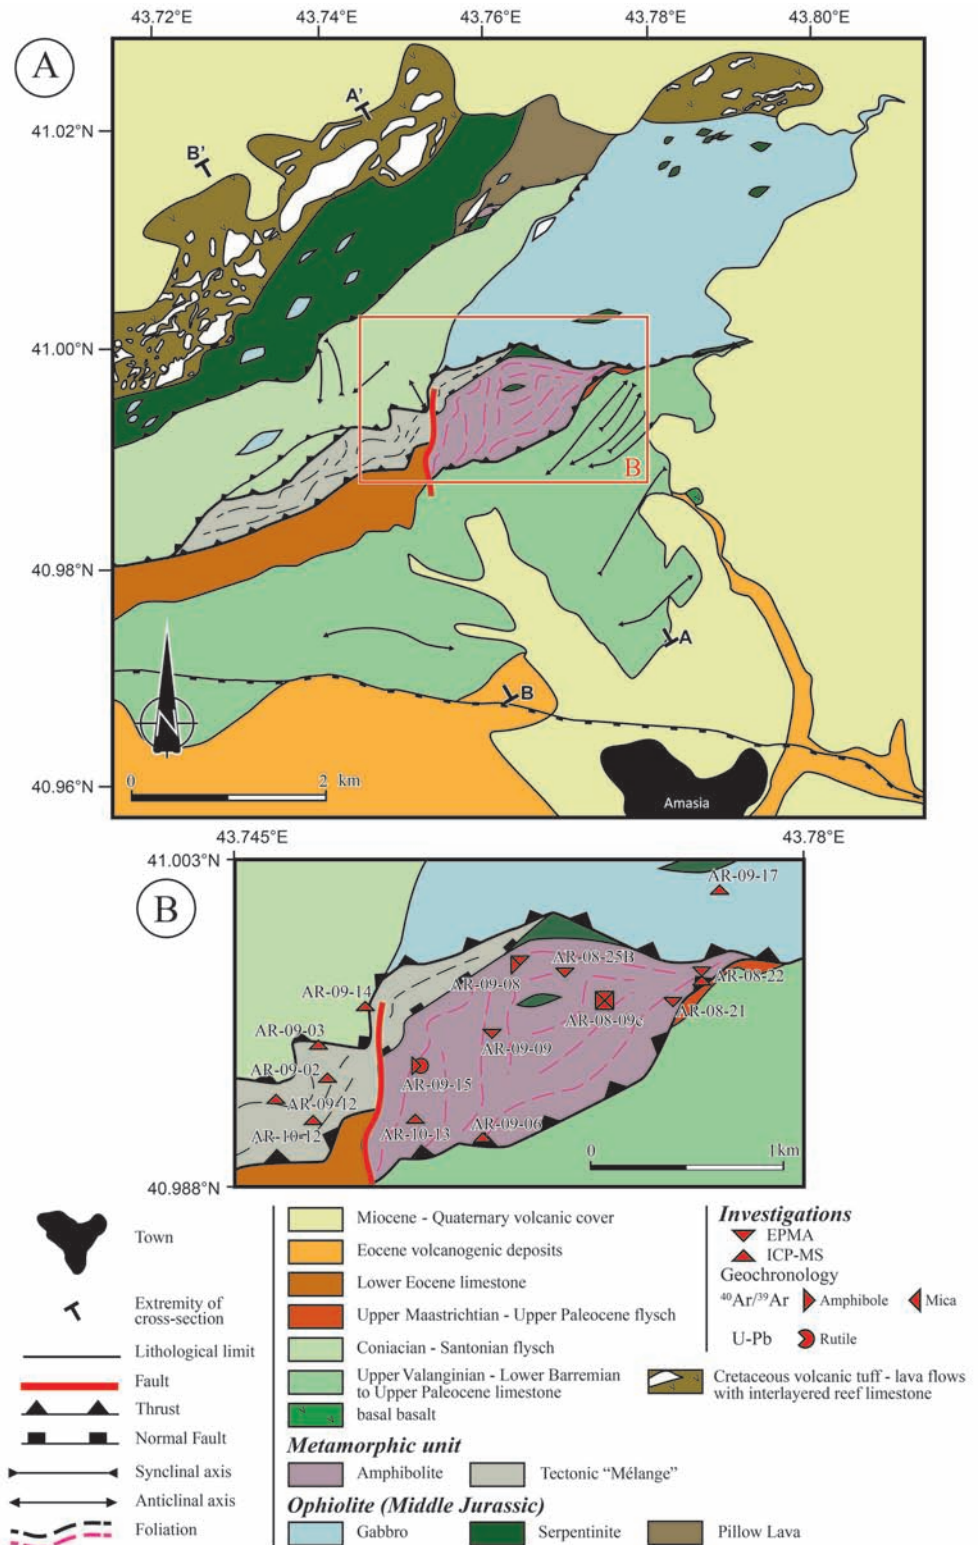 43.72°E 43.74°E 43.76°E 43.78°E 43.80°E
A
A'
41.02°N
B'
41.00°N
B
40.98°N
A
B
N
0 2 km
40.96°N
Amasia
43.745°E 43.78°E
41.003°N
B
AR-09-17
AR-08-25B
AR-09-08
AR-08-22
AR-09-14
AR-08-21
AR-08-09c
AR-09-03
AR-09-09
AR-09-02
AR-09-15
AR-09-12
AR-10-12
AR-10-13
AR-09-06
0 1km
40.988°N
Town
Extremity of
cross-section
Lithological limit
Fault
Thrust
Normal Fault
Synclinal axis
Anticlinal axis
Foliation
Miocene - Quaternary volcanic cover
Eocene volcanogenic deposits
Lower Eocene limestone
Upper Maastrichtian - Upper Paleocene flysch
Coniacian - Santonian flysch
Upper Valanginian - Lower Barremian
to Upper Paleocene limestone
basal basalt
Metamorphic unit
Amphibolite
Tectonic “Mélange”
Ophiolite (Middle Jurassic)
Gabbro
Serpentinite
Pillow Lava
Investigations
EPMA
ICP-MS
Geochronology
⁴⁰Ar/³⁹Ar Amphibole Mica
U-Pb Rutile
Cretaceous volcanic tuff - lava flows
with interlayered reef limestone